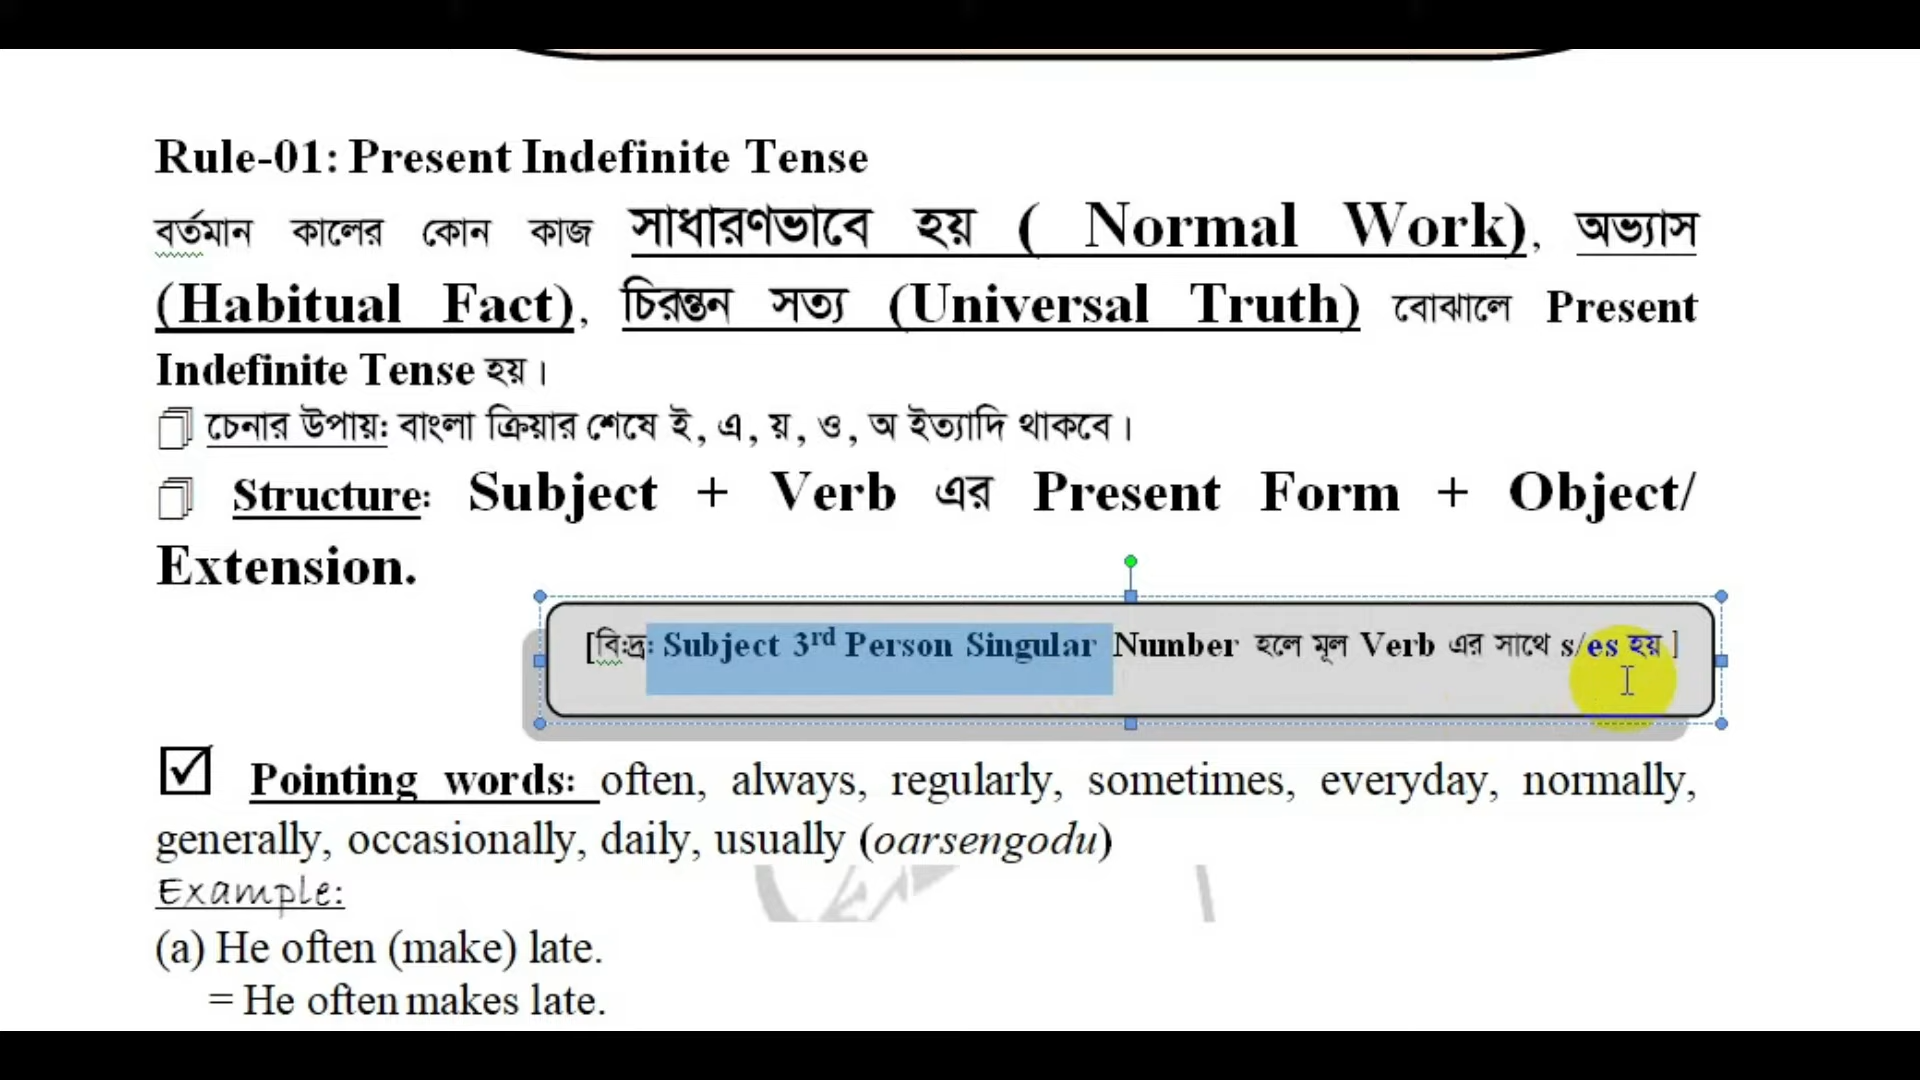 Rule-01: Present Indefinite Tense
বর্তমান কালের কোন কাজ সাধারণভাবে হয় ( Normal Work), অভ্যাস
(Habitual Fact), চিরন্তন সত্য (Universal Truth) বোঝালে Present
Indefinite Tense হয়।
চেনার উপায়ঃ বাংলা ক্রিয়ার শেষে ই, এ, য়, ও, অ ইত্যাদি থাকবে।
Structure: Subject + Verb এর Present Form + Object/
Extension.
[বি:দ্র: Subject 3rd Person Singular Number হলে মূল Verb এর সাথে s/es হয় ]
Pointing words: often, always, regularly, sometimes, everyday, normally,
generally, occasionally, daily, usually (oarsengodu)
Example:
(a) He often (make) late.
= He often makes late.